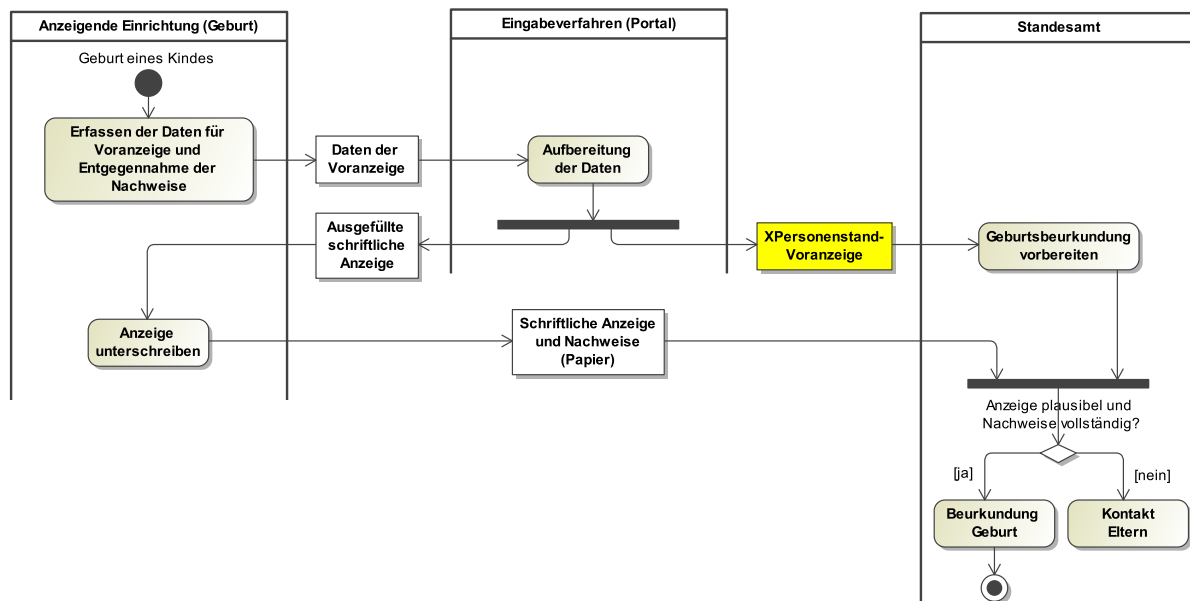 Anzeigende Einrichtung (Geburt)
Eingabeverfahren (Portal)
Standesamt
Geburt eines Kindes
Erfassen der Daten für
Voranzeige und
Entgegennahme der
Nachweise
Daten der
Voranzeige
Aufbereitung
der Daten
Ausgefüllte
schriftliche
Anzeige
XPersonenstand-
Voranzeige
Geburtsbeurkundung
vorbereiten
Anzeige
unterschreiben
Schriftliche Anzeige
und Nachweise
(Papier)
Anzeige plausibel und
Nachweise vollständig?
[ja]
[nein]
Beurkundung
Geburt
Kontakt
Eltern